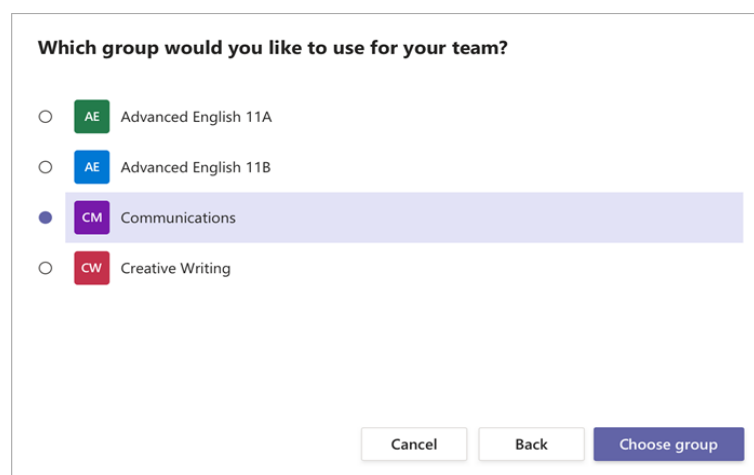 Which group would you like to use for your team?
AE Advanced English 11A
AE Advanced English 11B
CM Communications
CW Creative Writing
Cancel Back Choose group